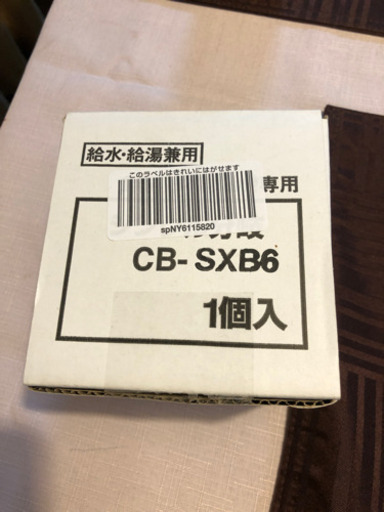 給水・給湯兼用
このラベルはきれいにはがせます
専用
spNY6115820
CB-SXB6
1個入